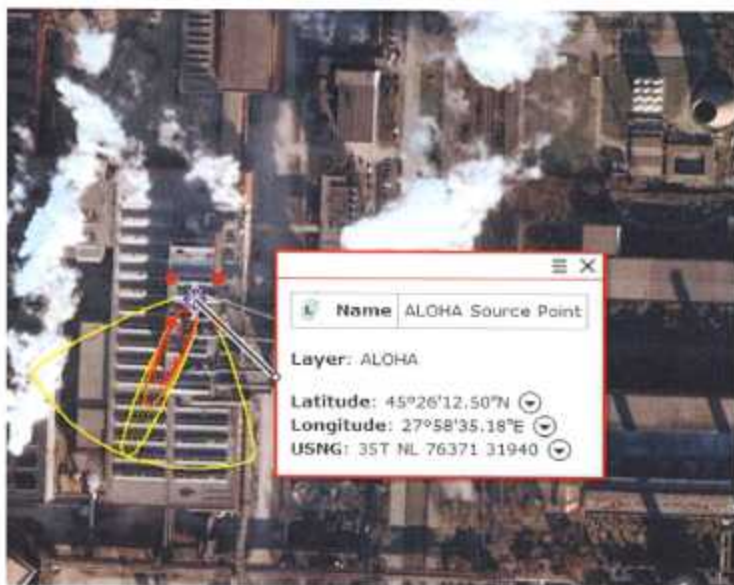 Name ALOHA Source Point
Layer: ALOHA
Latitude: 45°26'12.50"N
Longitude: 27°58'35.18"E
USNG: 35T NL 76371 31940